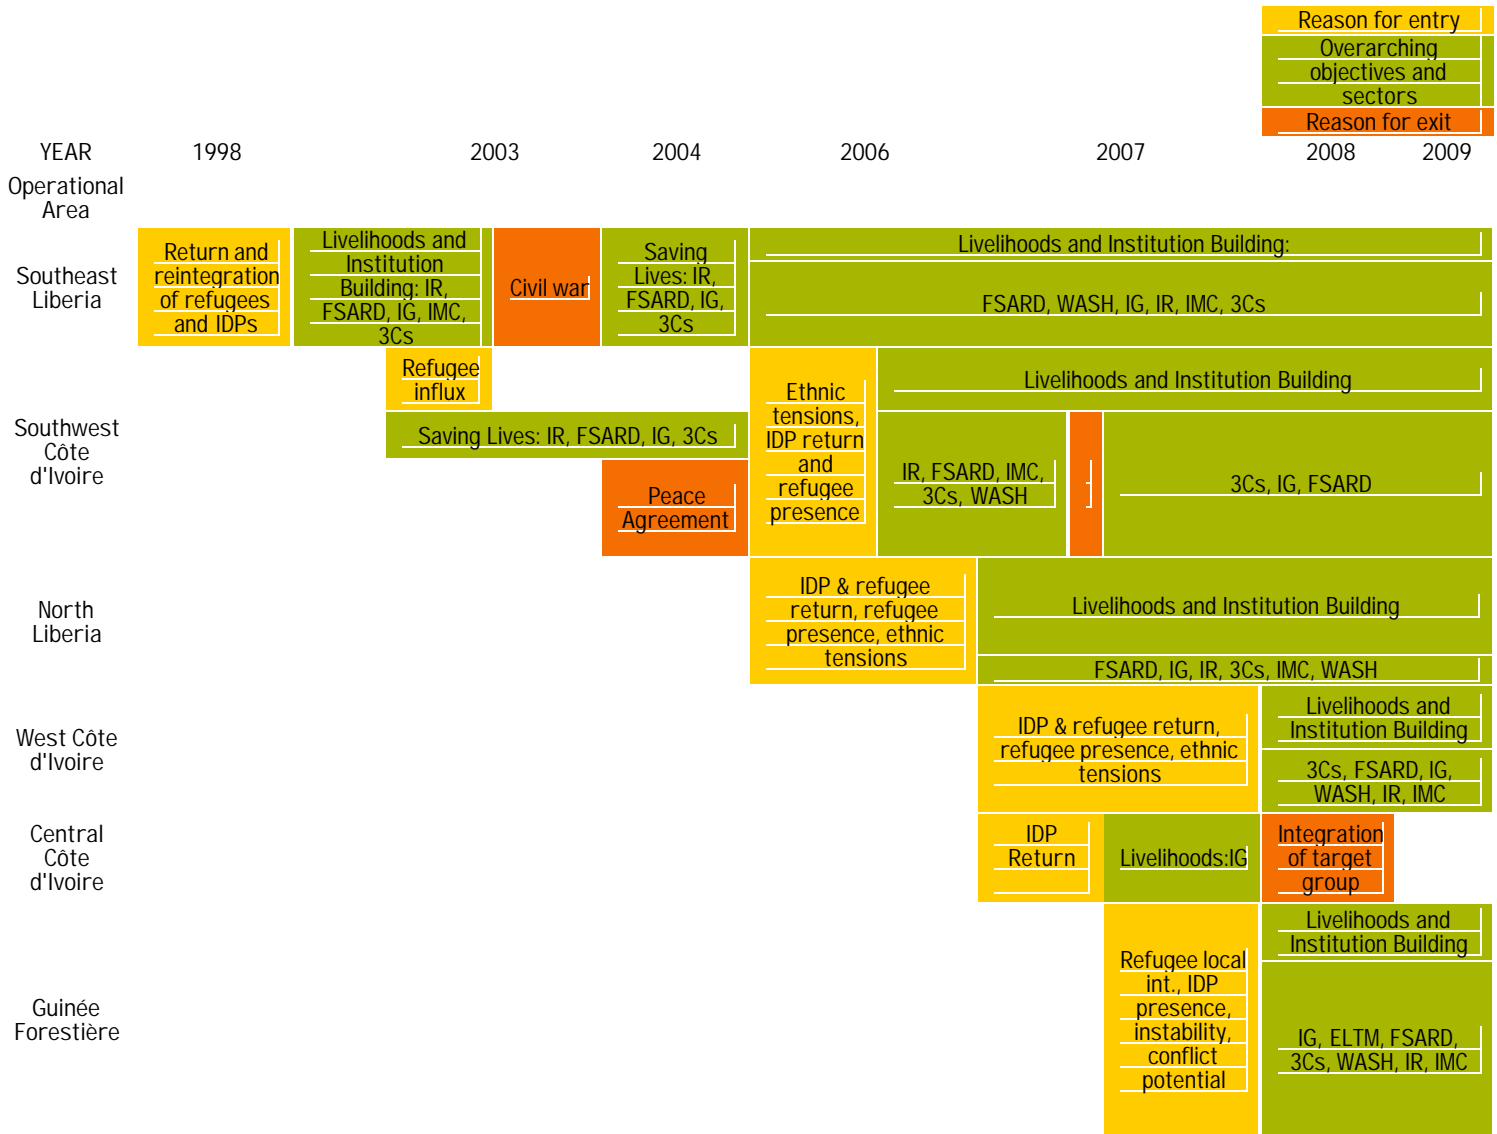 Reason for entry
Overarching
objectives and
sectors
Reason for exit
YEAR 1998 2003 2004 2006 2007 2008 2009
Operational
Area
Southeast
Liberia
Return and
reintegration
of refugees
and IDPs
Livelihoods and
Institution
Building: IR,
FSARD, IG, IMC,
3Cs
Civil war
Saving
Lives: IR,
FSARD, IG,
3Cs
Livelihoods and Institution Building:
FSARD, WASH, IG, IR, IMC, 3Cs
Southwest
Côte
d'Ivoire
Refugee
influx
Saving Lives: IR, FSARD, IG, 3Cs
Peace
Agreement
Ethnic
tensions,
IDP return
and
refugee
presence
Livelihoods and Institution Building
IR, FSARD, IMC,
3Cs, WASH
3Cs, IG, FSARD
North
Liberia
IDP & refugee
return, refugee
presence, ethnic
tensions
Livelihoods and Institution Building
FSARD, IG, IR, 3Cs, IMC, WASH
West Côte
d'Ivoire
IDP & refugee return,
refugee presence, ethnic
tensions
Livelihoods and
Institution Building
3Cs, FSARD, IG,
WASH, IR, IMC
Central
Côte
d'Ivoire
IDP
Return
Livelihoods:IG
Integration
of target
group
Guinée
Forestière
Refugee local
int., IDP
presence,
instability,
conflict
potential
Livelihoods and
Institution Building
IG, ELTM, FSARD,
3Cs, WASH, IR, IMC